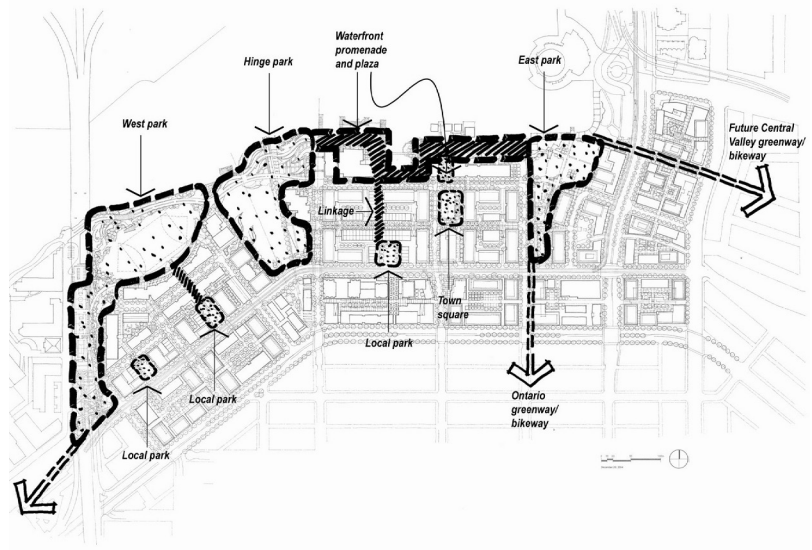 Waterfront
promenade
and plaza
Hinge park
East park
West park
Future Central
Valley greenway/
bikeway
Linkage
Town
square
Local park
Local park
Ontario
greenway/
bikeway
Local park